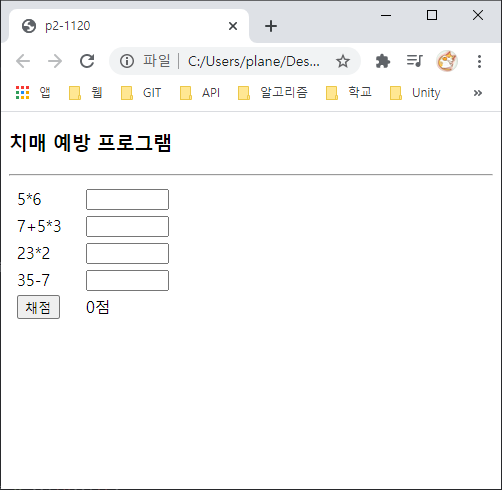 p2-1120
파일 C:/Users/plane/Des...
앱 웹 GIT API 알고리즘 학교 Unity »
치매 예방 프로그램
5*6
7+5*3
23*2
35-7
채점 0점